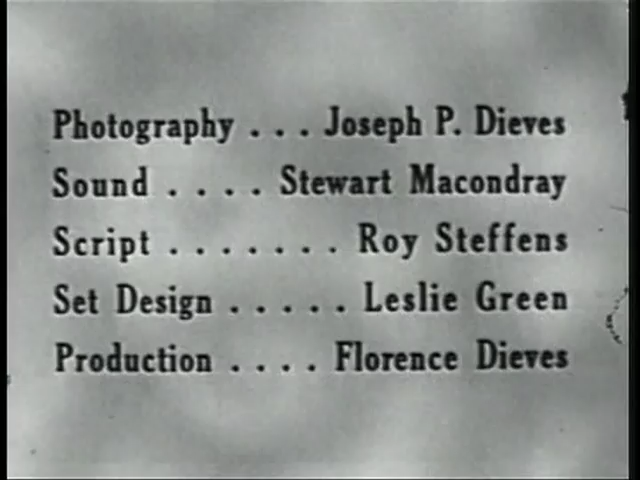 Photography . . . Joseph P. Dieves
Sound . . . . Stewart Macondray
Script . . . . . . . Roy Steffens
Set Design . . . . . Leslie Green
Production . . . . Florence Dieves